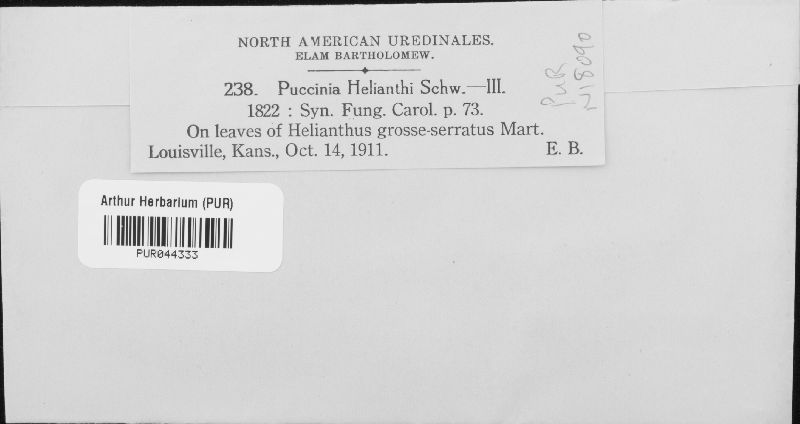 NORTH AMERICAN UREDINALES.
ELAM BARTHOLOMEW.
238. Puccinia Helianthi Schw.—III.
1822 : Syn. Fung. Carol. p. 73.
On leaves of Helianthus grosse-serratus Mart.
Louisville, Kans., Oct. 14, 1911. E. B.
PUR
N18090
Arthur Herbarium (PUR)
PUR044333